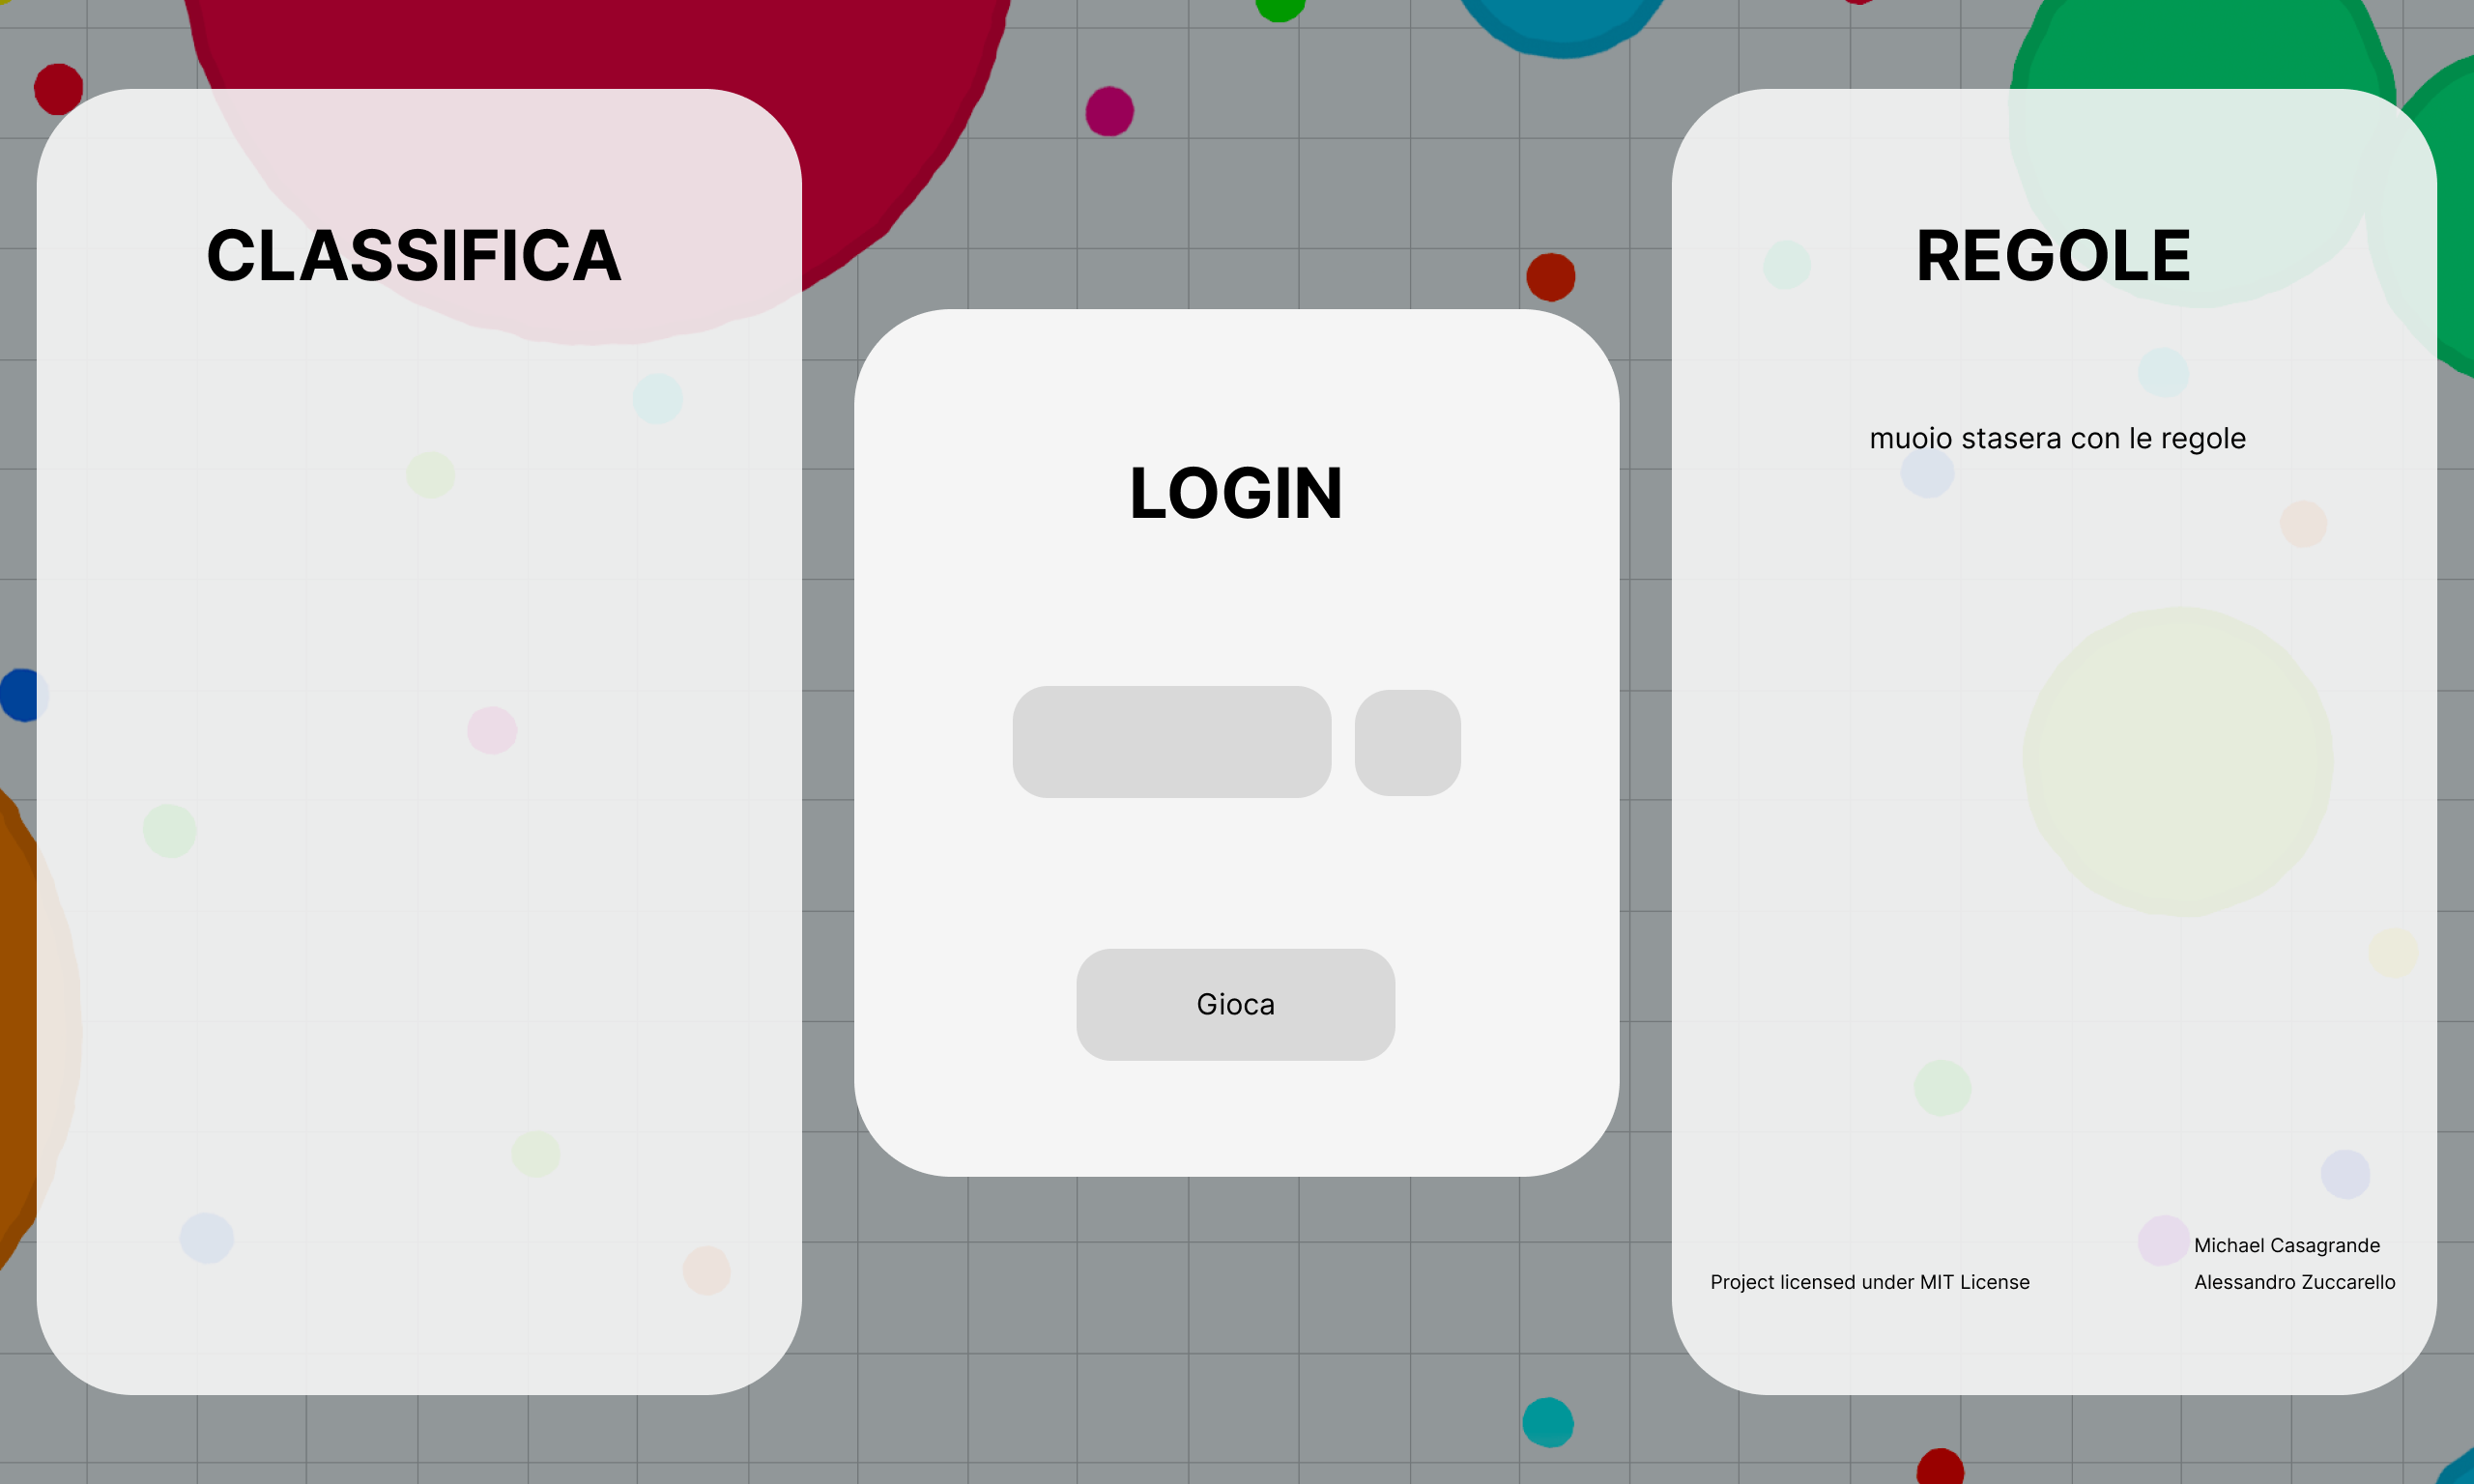 CLASSIFICA
LOGIN
Gioca
REGOLE
muoio stasera con le regole
Michael Casagrande
Project licensed under MIT License
Alessandro Zuccarello